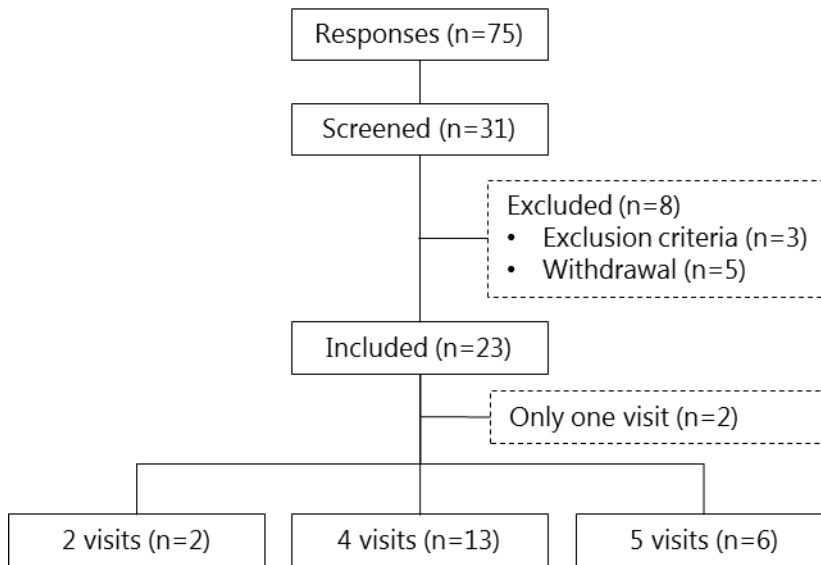 Responses (n=75)
Screened (n=31)
Excluded (n=8)
• Exclusion criteria (n=3)
• Withdrawal (n=5)
Included (n=23)
Only one visit (n=2)
2 visits (n=2)
4 visits (n=13)
5 visits (n=6)